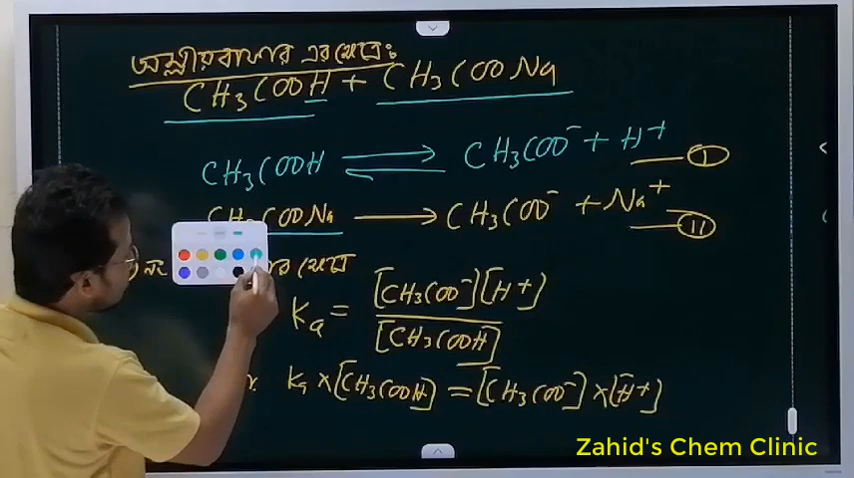 অম্লীয় বাফার এর ক্ষেত্রে:
CH3COOH + CH3COONa
CH3COOH ⇌ CH3COO⁻ + H⁺ — (I)
CH3COONa → CH3COO⁻ + Na⁺ — (II)
নং ক্ষেত্রে
Ka = [CH3COO⁻][H⁺] / [CH3COOH]
Ka × [CH3COOH] = [CH3COO⁻] × [H⁺]
Zahid's Chem Clinic